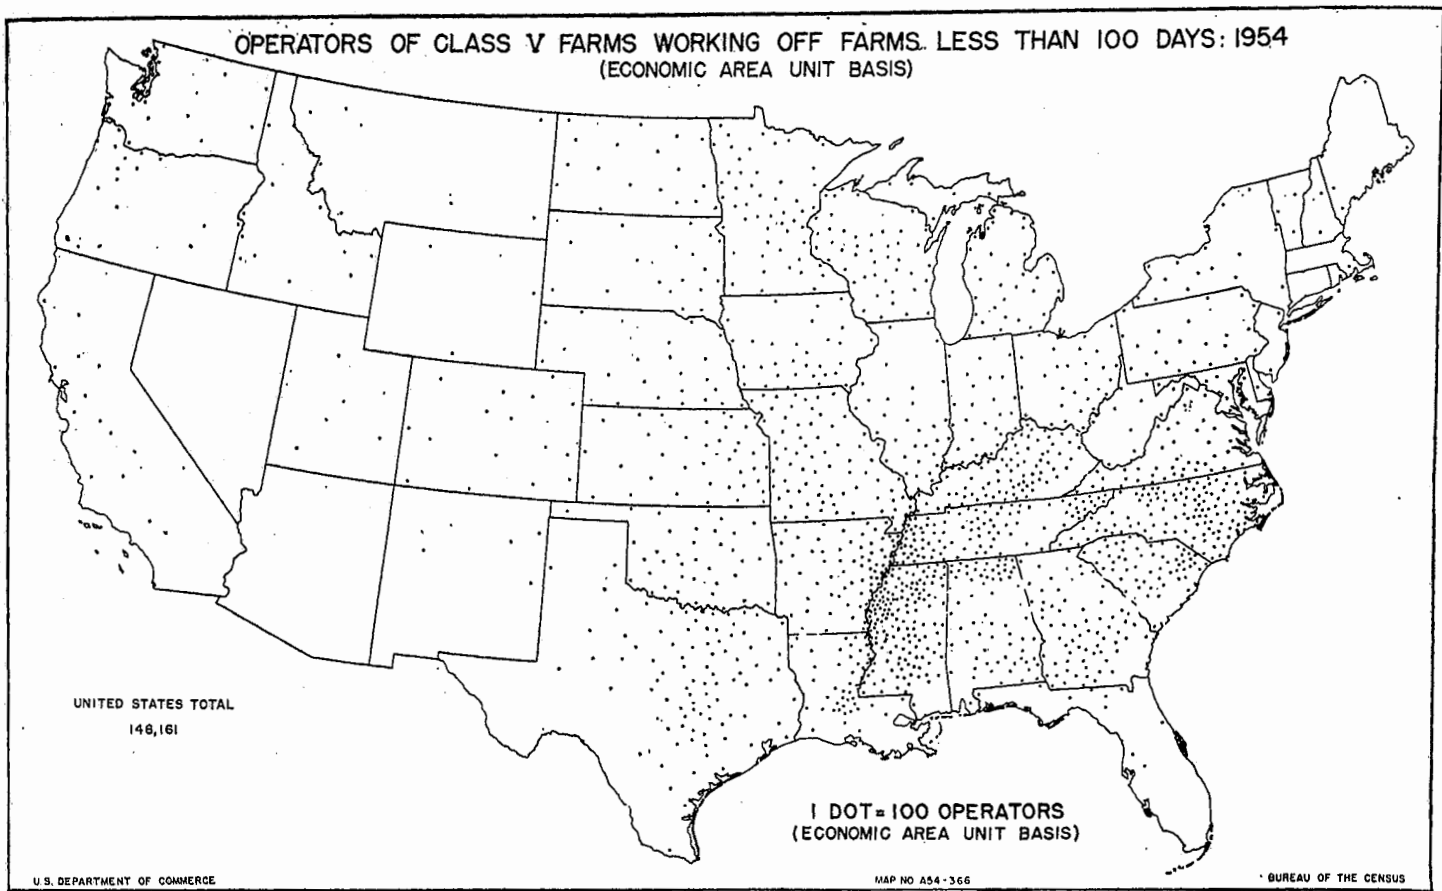 OPERATORS OF CLASS V FARMS WORKING OFF FARMS. LESS THAN 100 DAYS: 1954
(ECONOMIC AREA UNIT BASIS)
UNITED STATES TOTAL
148,161
1 DOT = 100 OPERATORS
(ECONOMIC AREA UNIT BASIS)
U.S. DEPARTMENT OF COMMERCE
MAP NO A54-366
BUREAU OF THE CENSUS